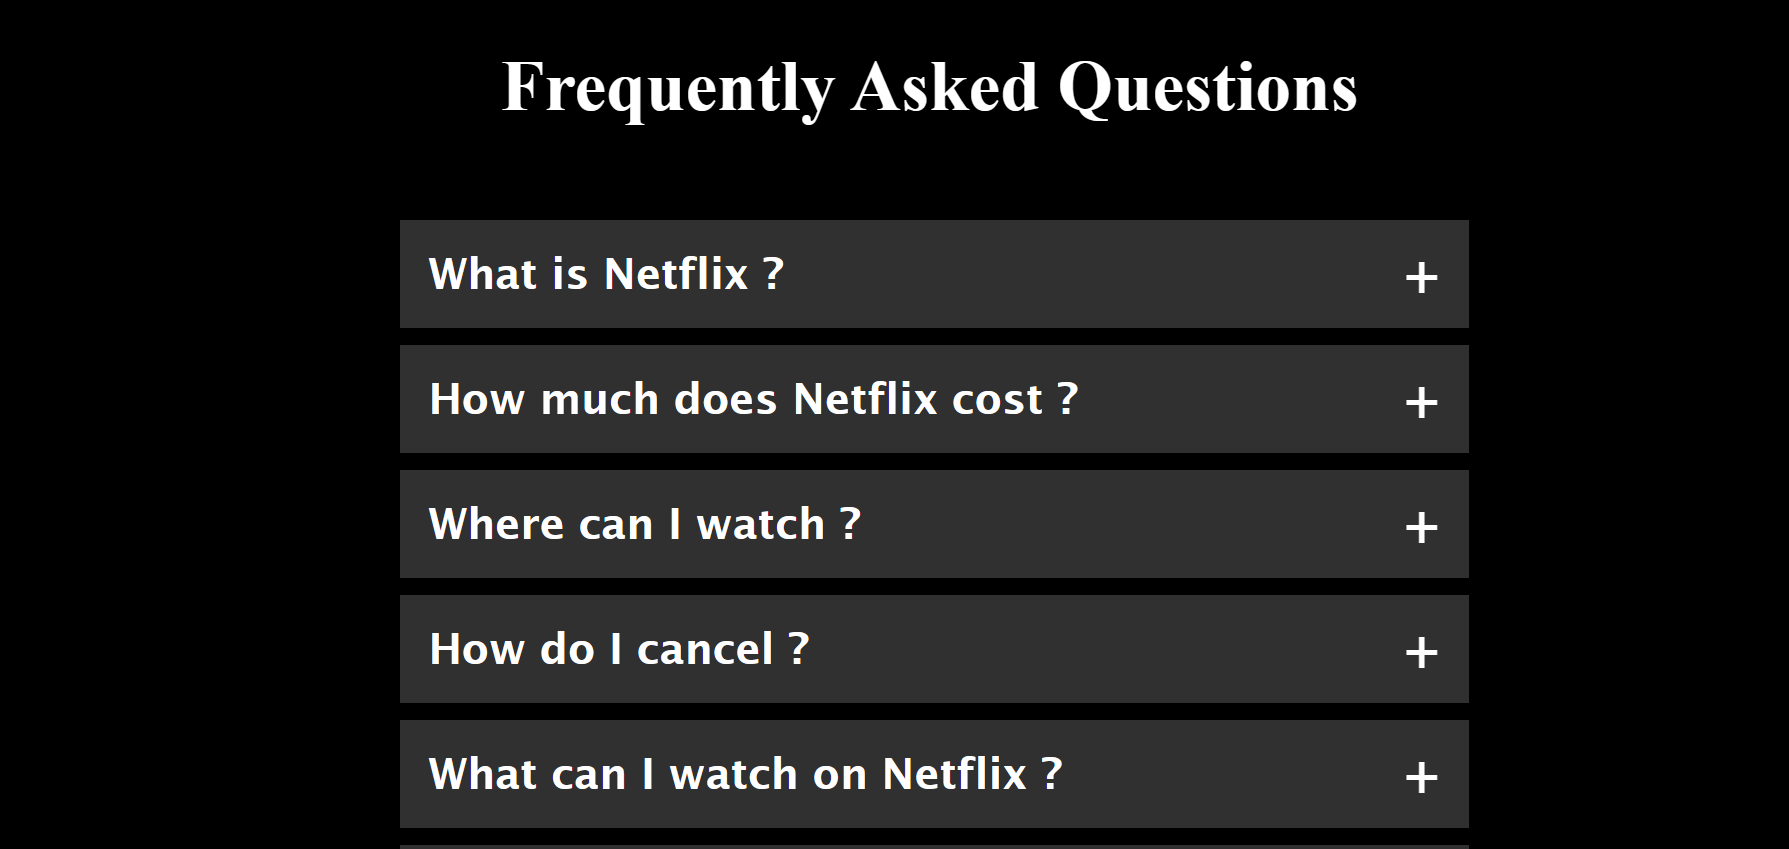 Frequently Asked Questions
What is Netflix ?
+
How much does Netflix cost ?
+
Where can I watch ?
+
How do I cancel ?
+
What can I watch on Netflix ?
+